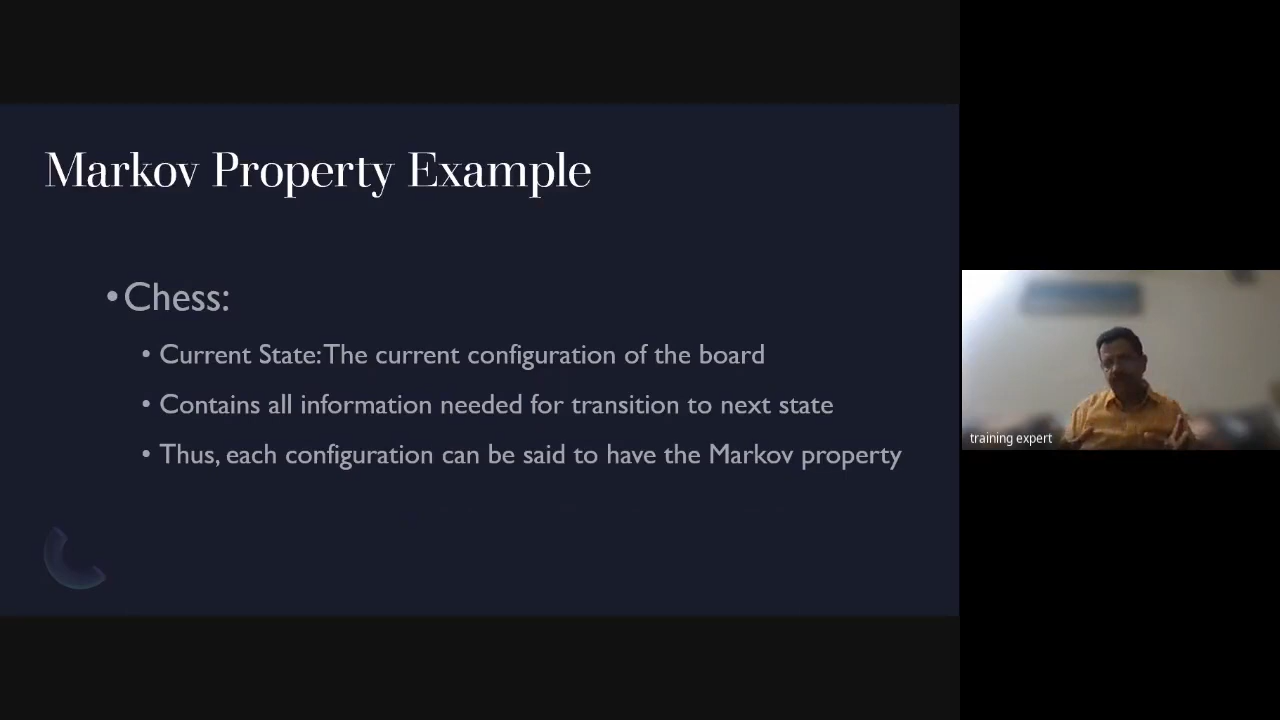 Markov Property Example
•Chess:
• Current State:The current configuration of the board
• Contains all information needed for transition to next state
• Thus, each configuration can be said to have the Markov property
training expert